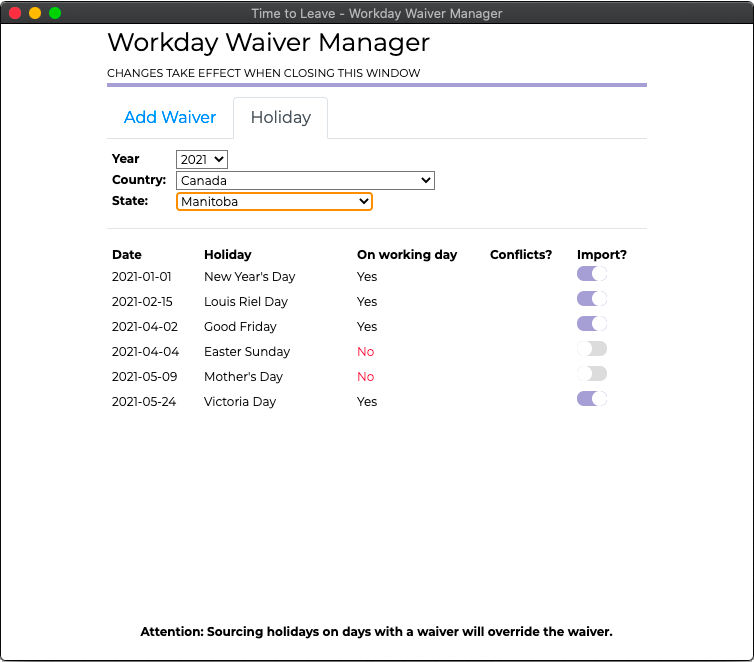 Time to Leave - Workday Waiver Manager
Workday Waiver Manager
CHANGES TAKE EFFECT WHEN CLOSING THIS WINDOW
Add Waiver Holiday
Year 2021
Country: Canada
State: Manitoba
Date Holiday On working day Conflicts? Import?
2021-01-01 New Year's Day Yes
2021-02-15 Louis Riel Day Yes
2021-04-02 Good Friday Yes
2021-04-04 Easter Sunday No
2021-05-09 Mother's Day No
2021-05-24 Victoria Day Yes
Attention: Sourcing holidays on days with a waiver will override the waiver.